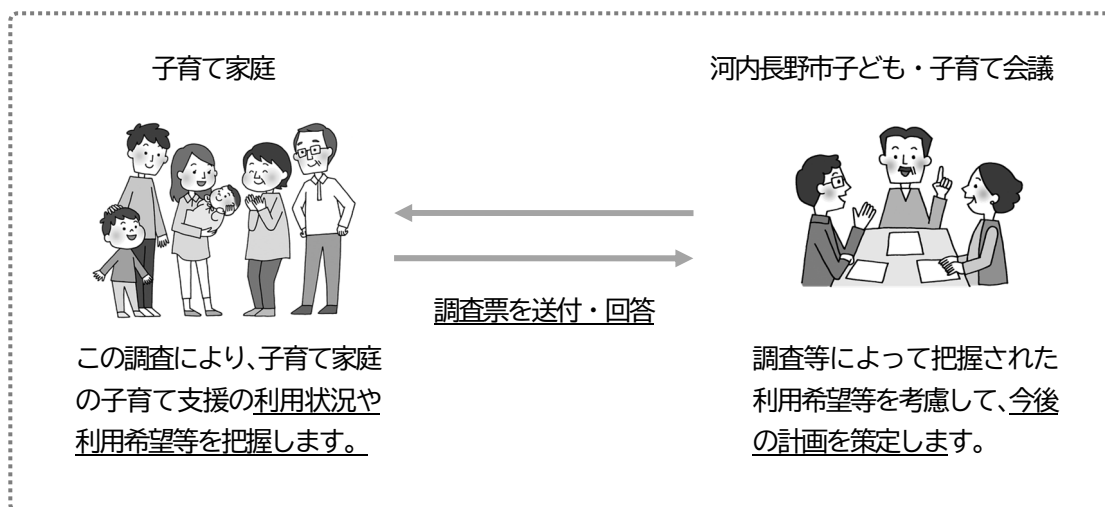 子育て家庭
河内長野市子ども・子育て会議
調査票を送付・回答
この調査により、子育て家庭
の子育て支援の利用状況や
利用希望等を把握します。
調査等によって把握された
利用希望等を考慮して、今後
の計画を策定します。